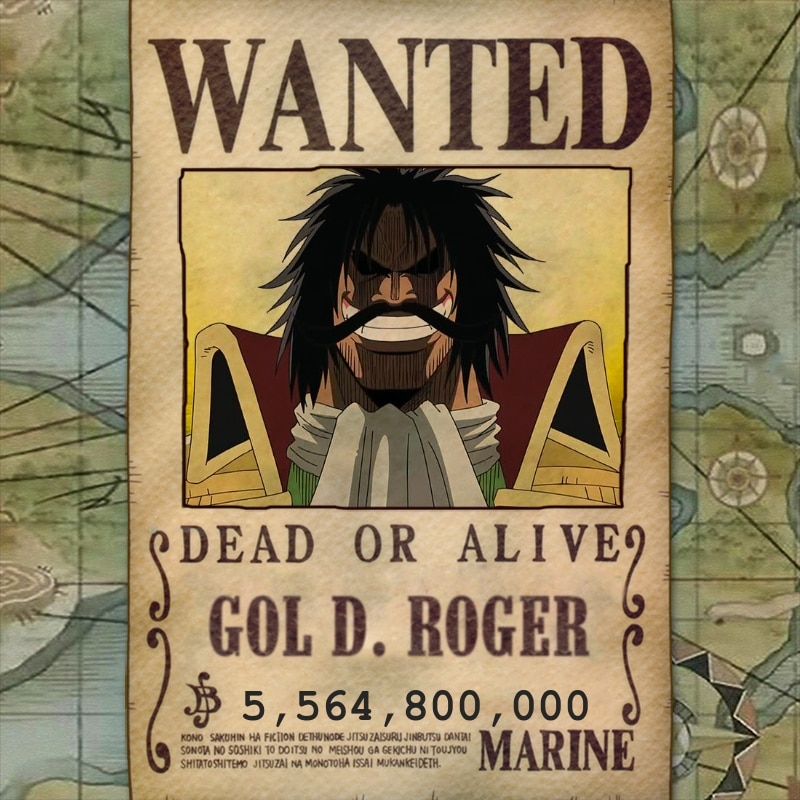 WANTED
DEAD OR ALIVE
GOL D. ROGER
5,564,800,000
KONO SAKUHIN HA FICTION DETHUNODE JITSUZAISURU JINBUTSU DANTAI
SONOTA NO SOSHIKI TO DOITSU NO MEISHOU GA GEKICHU NI TOUJYOU
SHITATOSHITEMO JITSUZAI NA MONOTOHA ISSAI MUKANKEIDETH.
MARINE